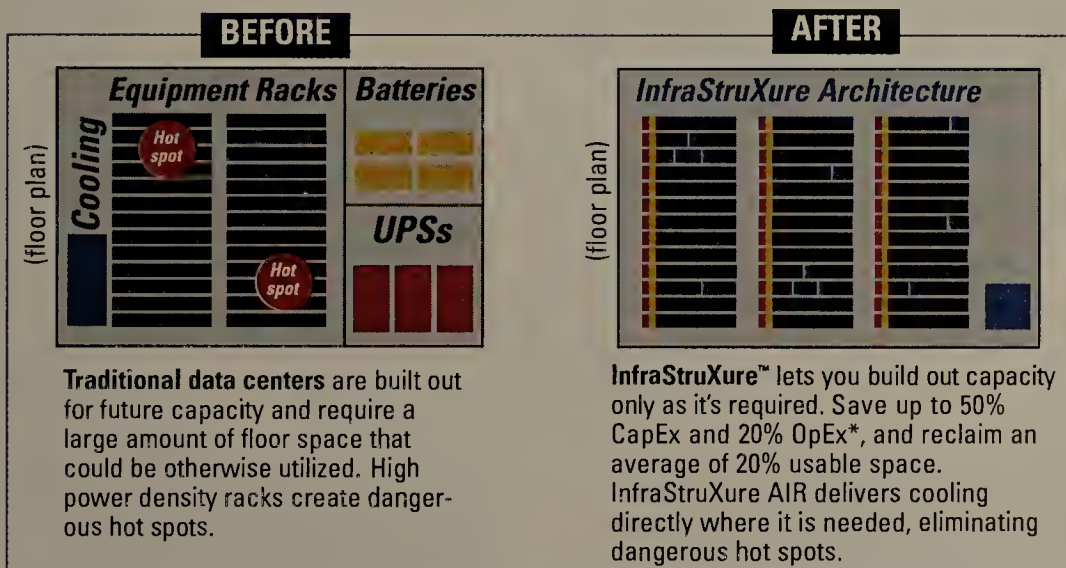 BEFORE
(floor plan)
Cooling
Equipment Racks
Hot
spot
Hot
spot
Batteries
UPSs
Traditional data centers are built out
for future capacity and require a
large amount of floor space that
could be otherwise utilized. High
power density racks create danger-
ous hot spots.
AFTER
(floor plan)
InfraStruXure Architecture
InfraStruXure™ lets you build out capacity
only as it's required. Save up to 50%
CapEx and 20% OpEx*, and reclaim an
average of 20% usable space.
InfraStruXure AIR delivers cooling
directly where it is needed, eliminating
dangerous hot spots.